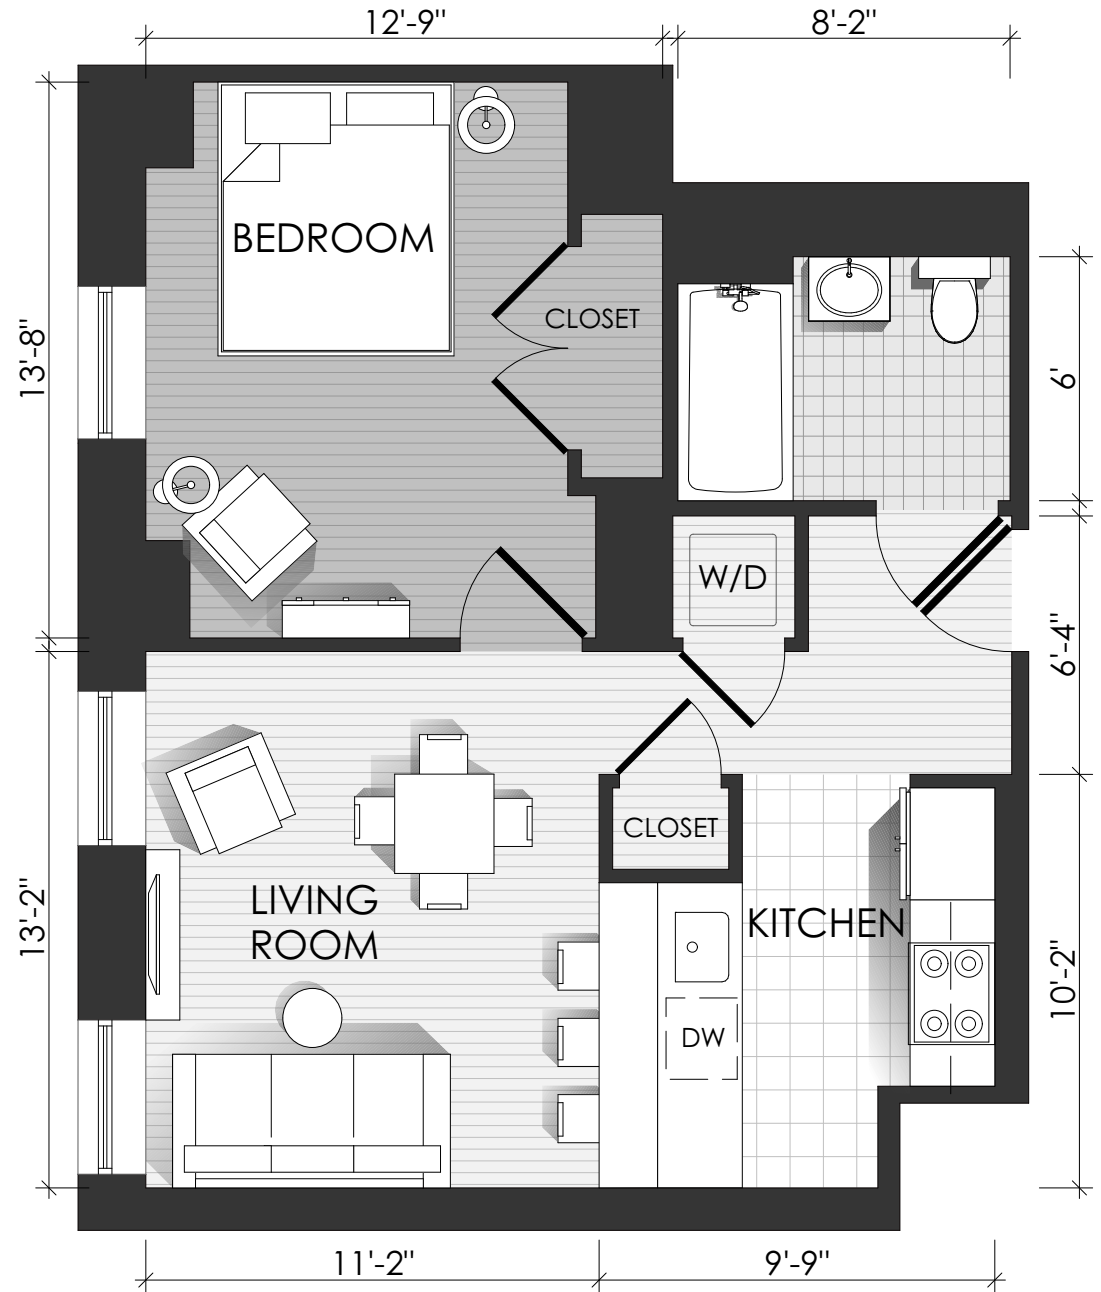 12'-9"
8'-2"
BEDROOM
CLOSET
13'-8"
6'
W/D
6'-4"
CLOSET
LIVING
ROOM
KITCHEN
13'-2"
10'-2"
DW
11'-2"
9'-9"